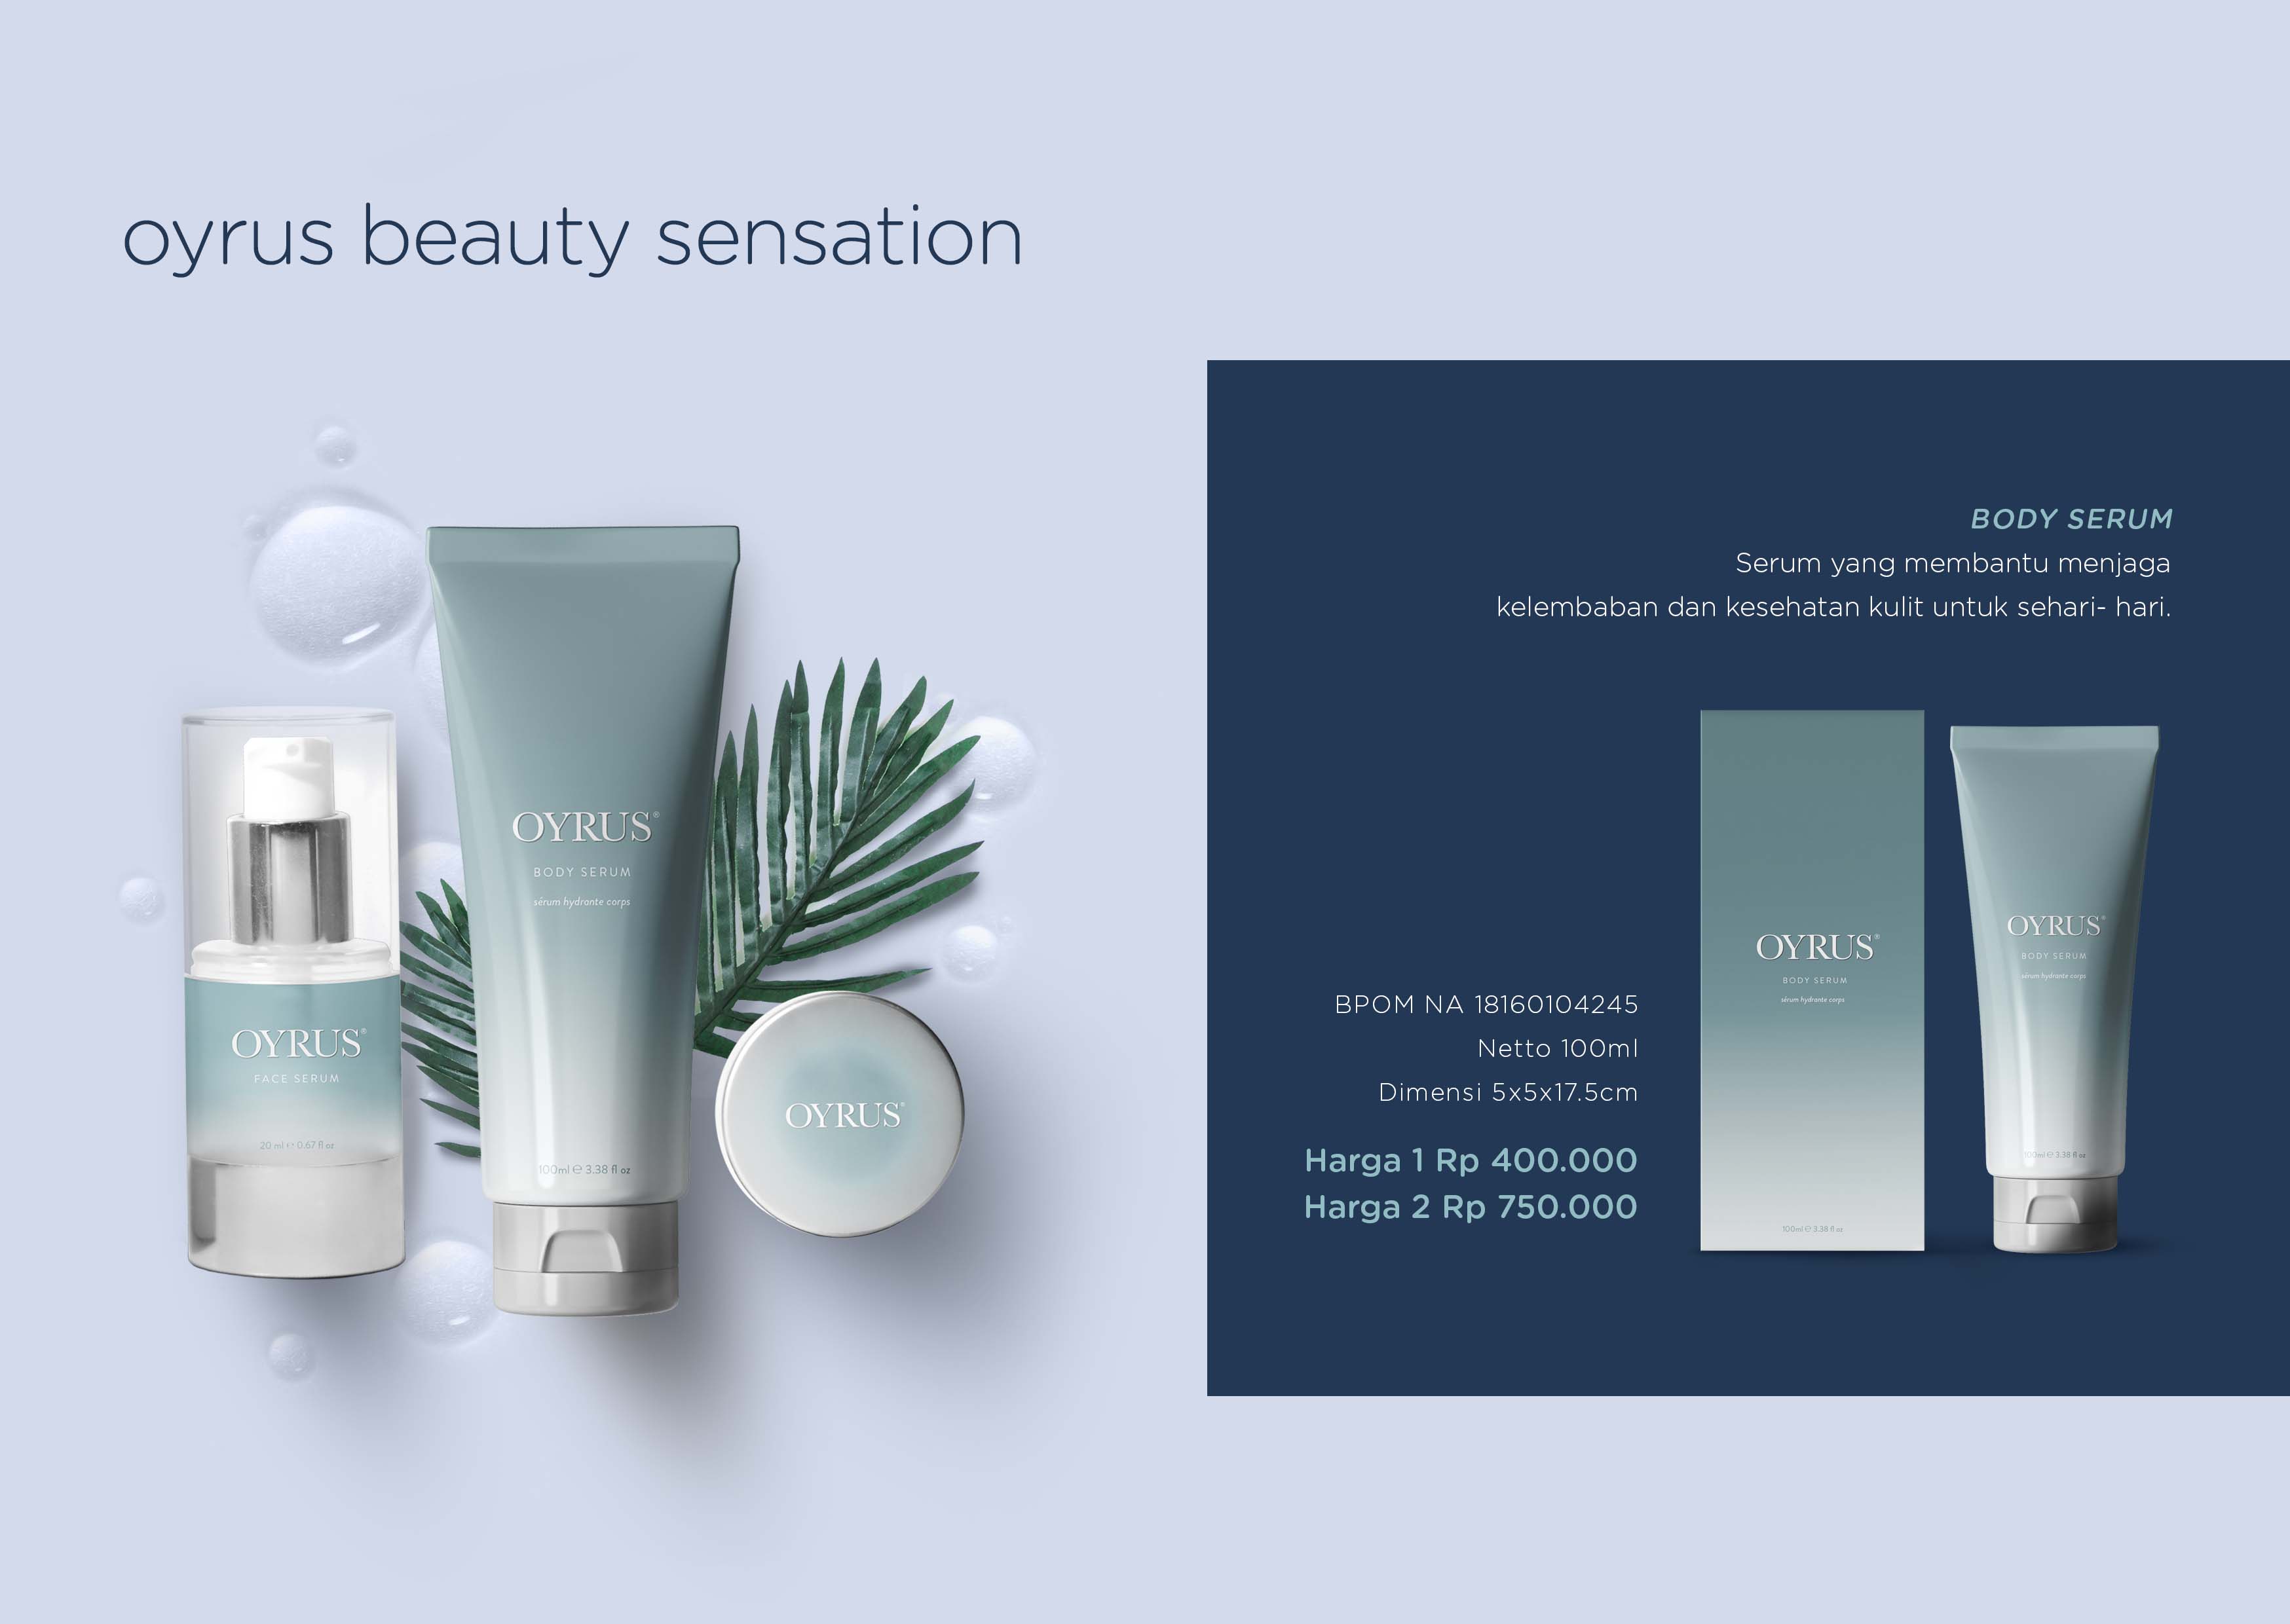 oyrus beauty sensation
OYRUS®
FACE SERUM
20 ml ℮ 0.67 fl oz
OYRUS®
BODY SERUM
sérum hydrante corps
100ml ℮ 3.38 fl oz
OYRUS®
BODY SERUM
Serum yang membantu menjaga
kelembaban dan kesehatan kulit untuk sehari- hari.
BPOM NA 18160104245
Netto 100ml
Dimensi 5x5x17.5cm
Harga 1 Rp 400.000
Harga 2 Rp 750.000
OYRUS®
BODY SERUM
sérum hydrante corps
100ml ℮ 3.38 fl oz
OYRUS®
BODY SERUM
sérum hydrante corps
100ml ℮ 3.38 fl oz